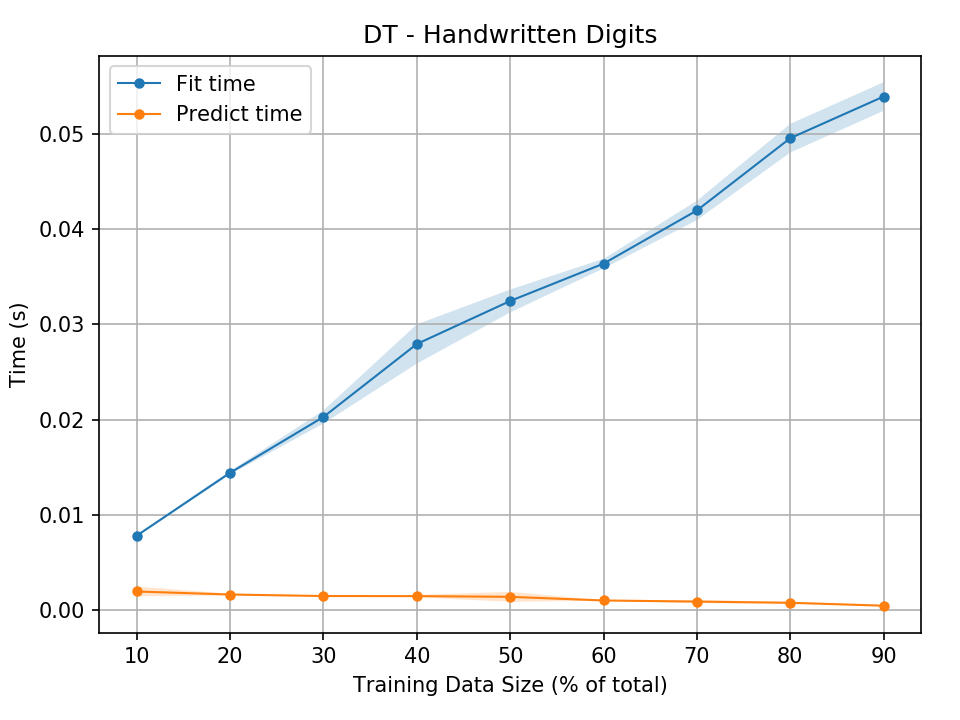 DT - Handwritten Digits
Fit time
Predict time
0.05
0.04
0.03
0.02
0.01
0.00
Time (s)
10 20 30 40 50 60 70 80 90
Training Data Size (% of total)